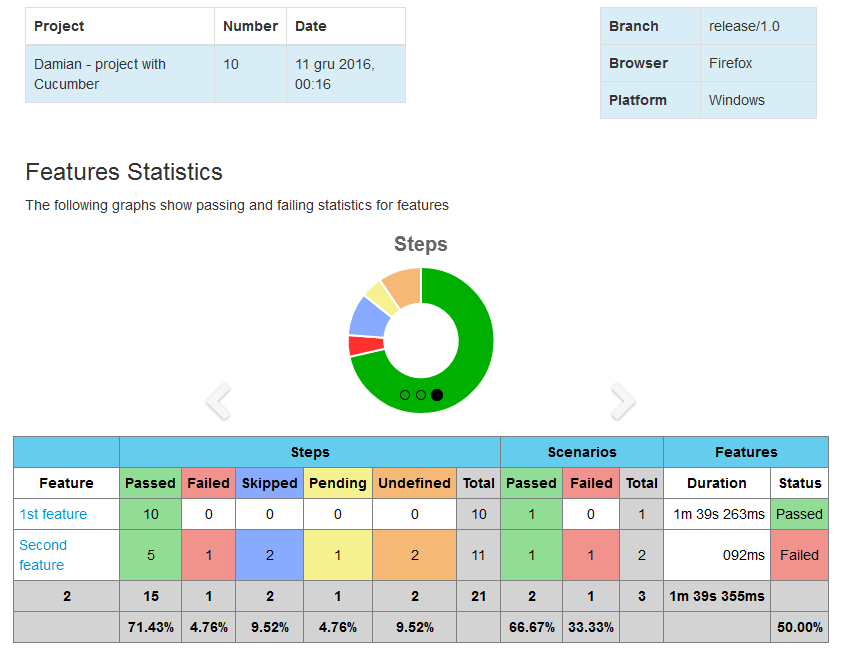 Project Number Date
Damian - project with Cucumber 10 11 gru 2016, 00:16
Branch release/1.0
Browser Firefox
Platform Windows
Features Statistics
The following graphs show passing and failing statistics for features
Steps
Steps Scenarios Features
Feature Passed Failed Skipped Pending Undefined Total Passed Failed Total Duration Status
1st feature 10 0 0 0 0 10 1 0 1 1m 39s 263ms Passed
Second feature 5 1 2 1 2 11 1 1 2 092ms Failed
2 15 1 2 1 2 21 2 1 3 1m 39s 355ms
71.43% 4.76% 9.52% 4.76% 9.52% 66.67% 33.33% 50.00%